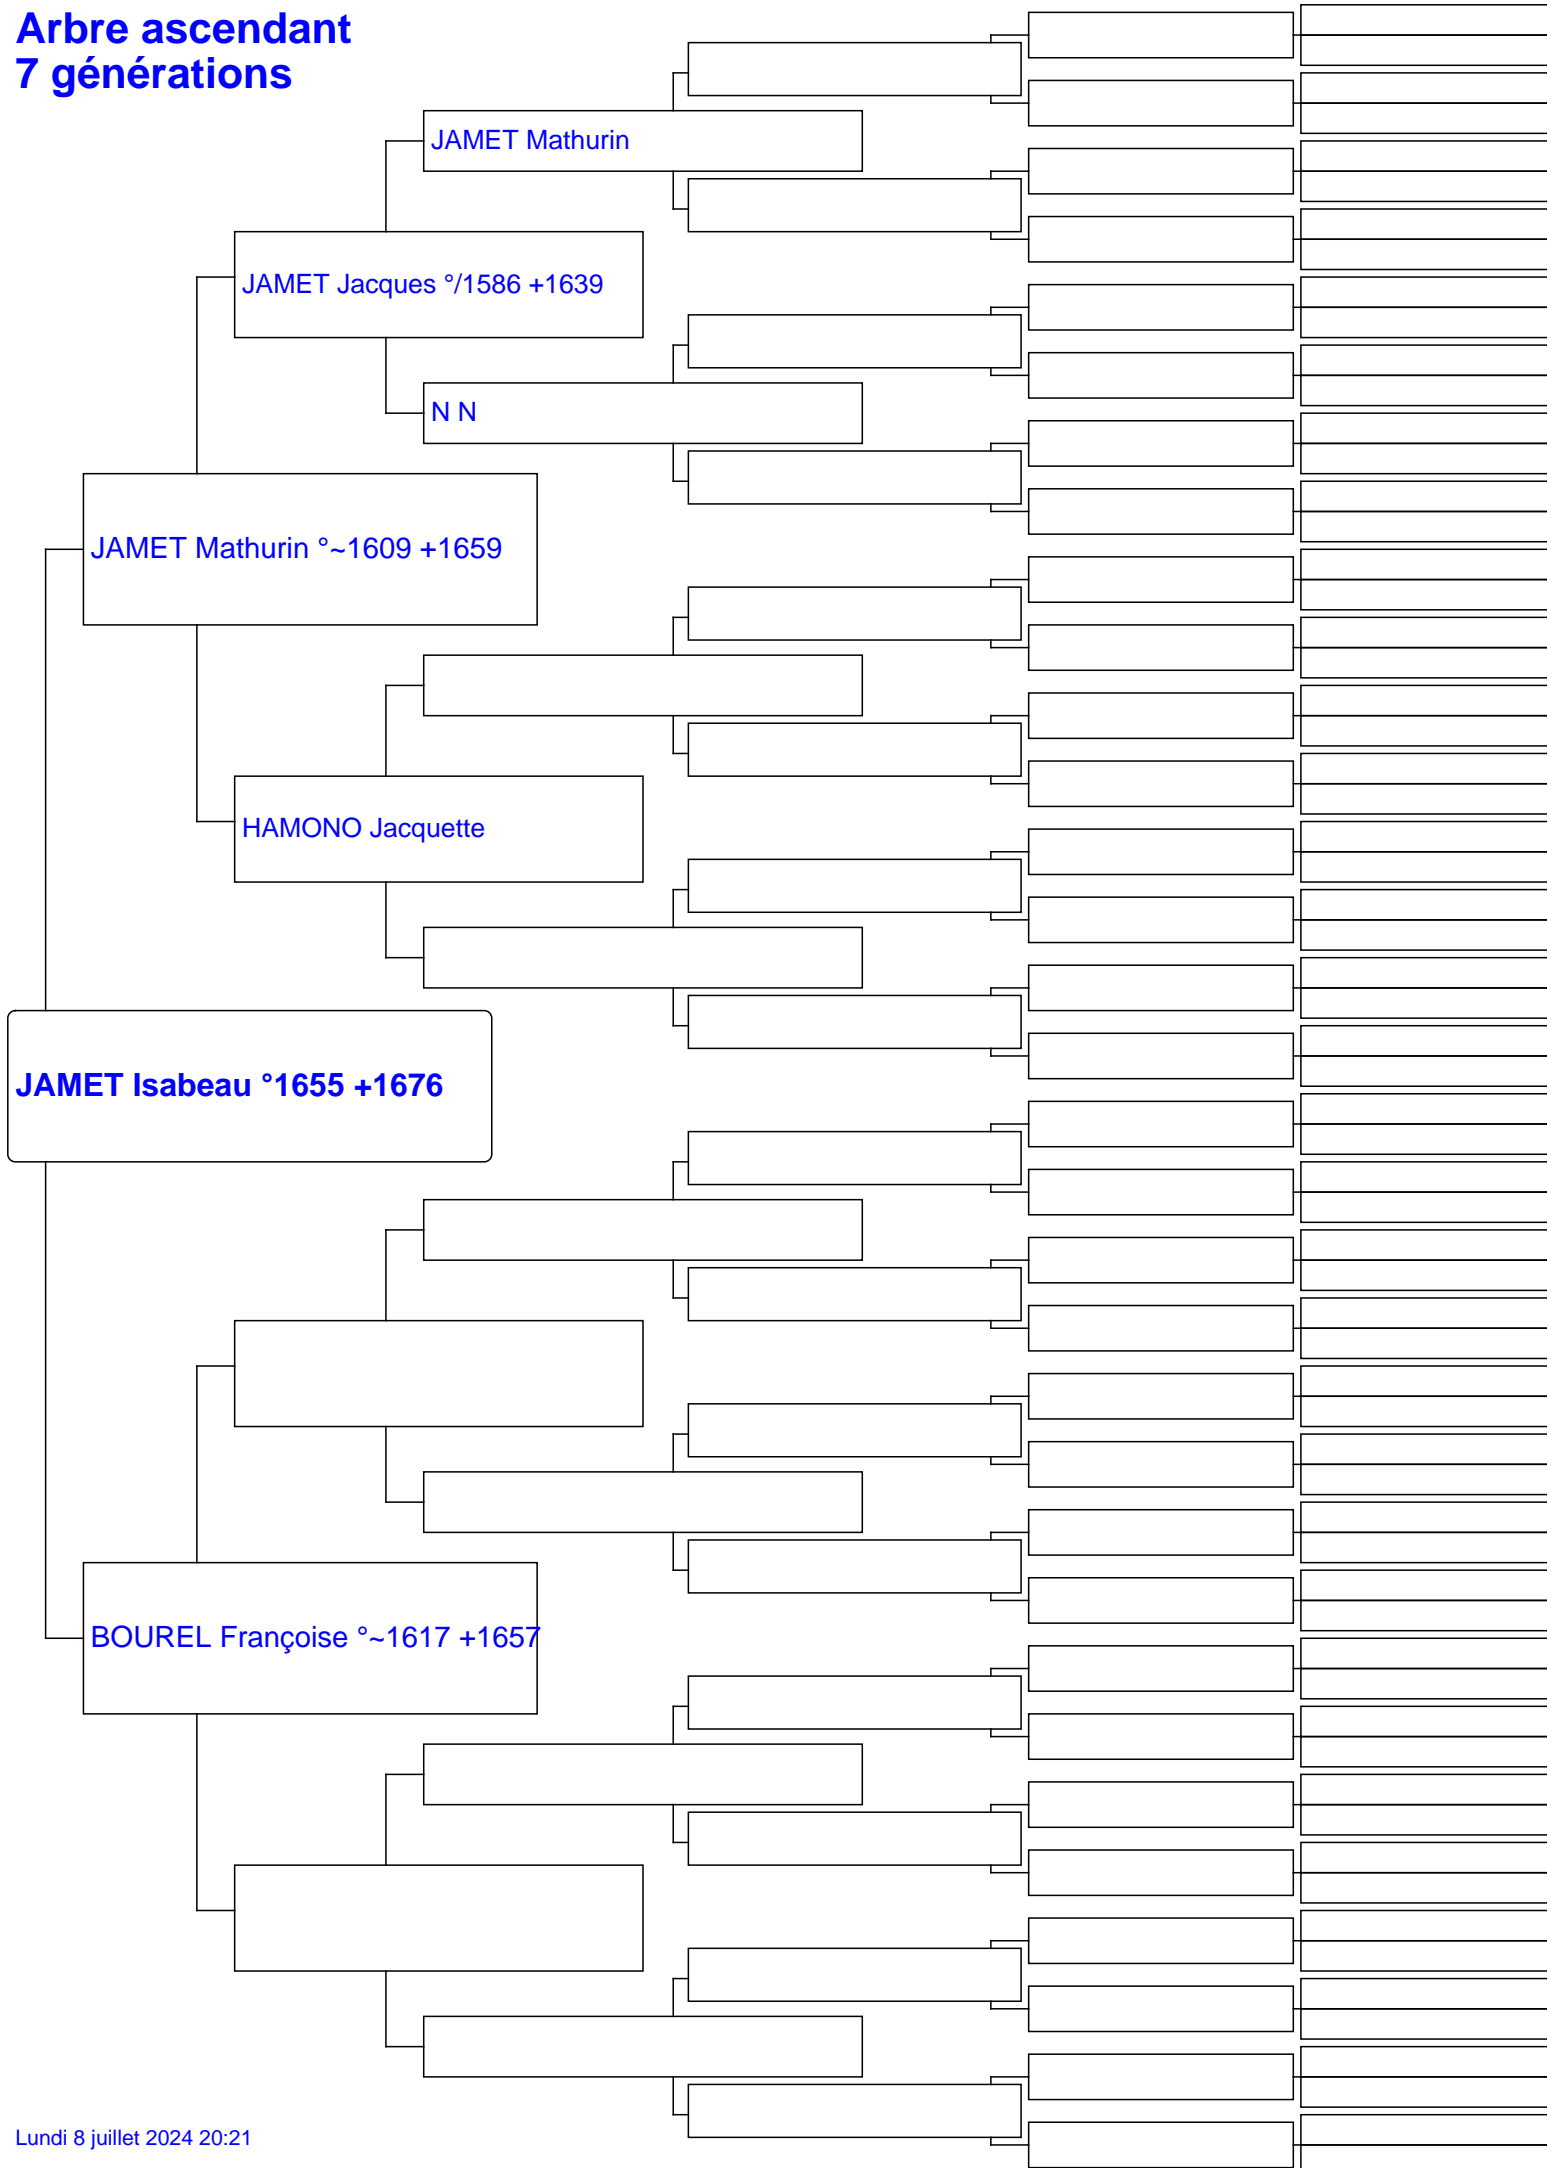 Arbre ascendant
7 générations
JAMET Mathurin
JAMET Jacques °/1586 +1639
N N
JAMET Mathurin °~1609 +1659
HAMONO Jacquette
JAMET Isabeau °1655 +1676
BOUREL Françoise °~1617 +1657
Lundi 8 juillet 2024 20:21